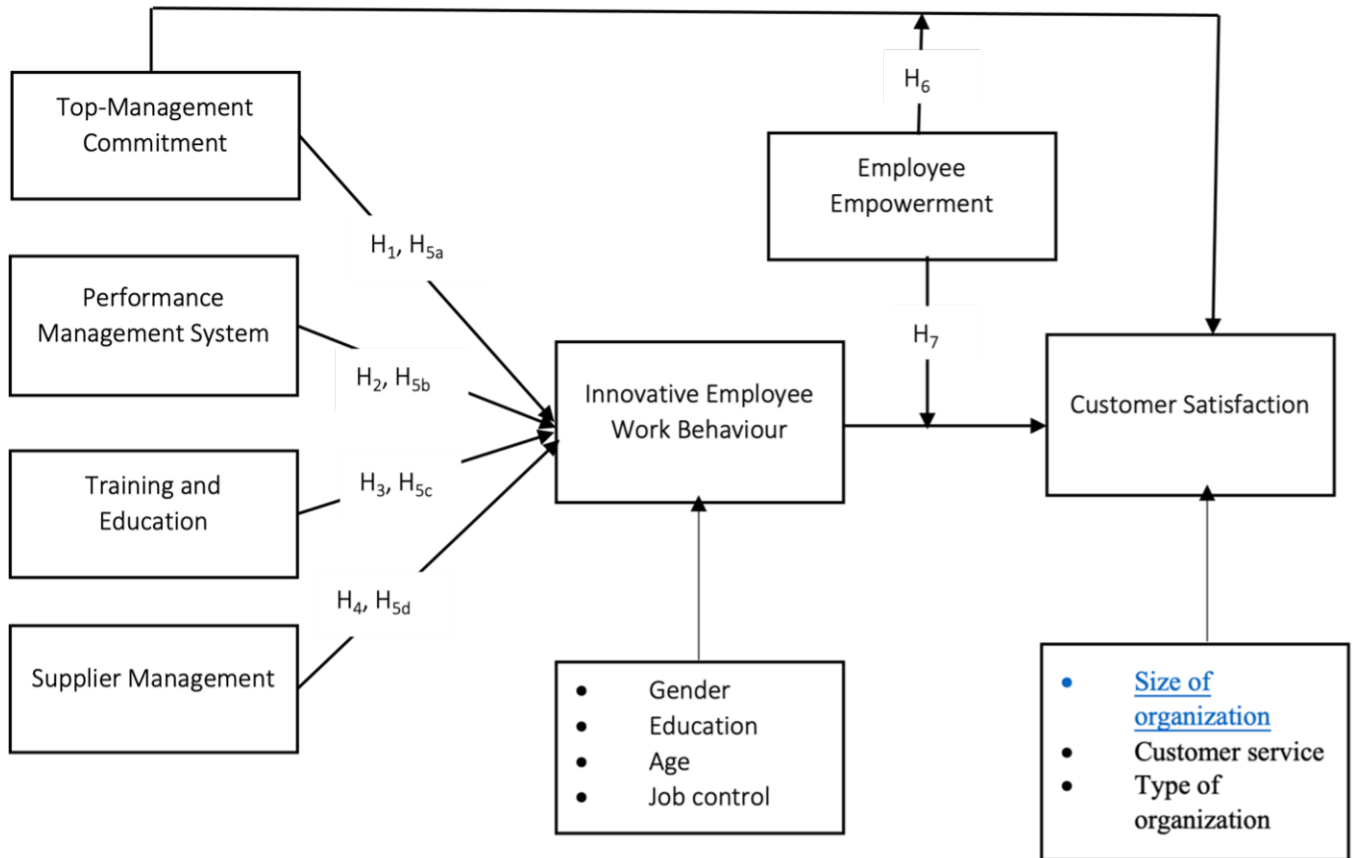 Top-Management
Commitment
H₆
Employee
Empowerment
H₁, H₅ₐ
Performance
Management System
H₇
H₂, H₅b
Innovative Employee
Work Behaviour
Customer Satisfaction
Training and
Education
H₃, H₅c
H₄, H₅d
Supplier Management
● Gender
● Education
● Age
● Job control
● Size of
organization
● Customer service
● Type of
organization